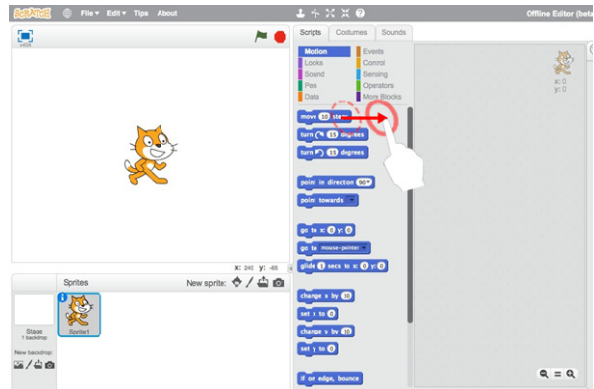 SCRATCH File Edit Tips About
Offline Editor (beta
v404
Scripts Costumes Sounds
Motion Events
Looks Control
Sound Sensing
Pen Operators
Data More Blocks
x: 0
y: 0
move 10 ste
turn 15 degrees
turn 15 degrees
point in direction 90
point towards
go to x: 0 y: 0
go to mouse-pointer
glide 1 secs to x: 0 y: 0
change x by 10
set x to 0
change y by 10
set y to 0
if on edge, bounce
X: 240 y: -65
Sprites New sprite:
Stage
1 backdrop
Sprite1
New backdrop: